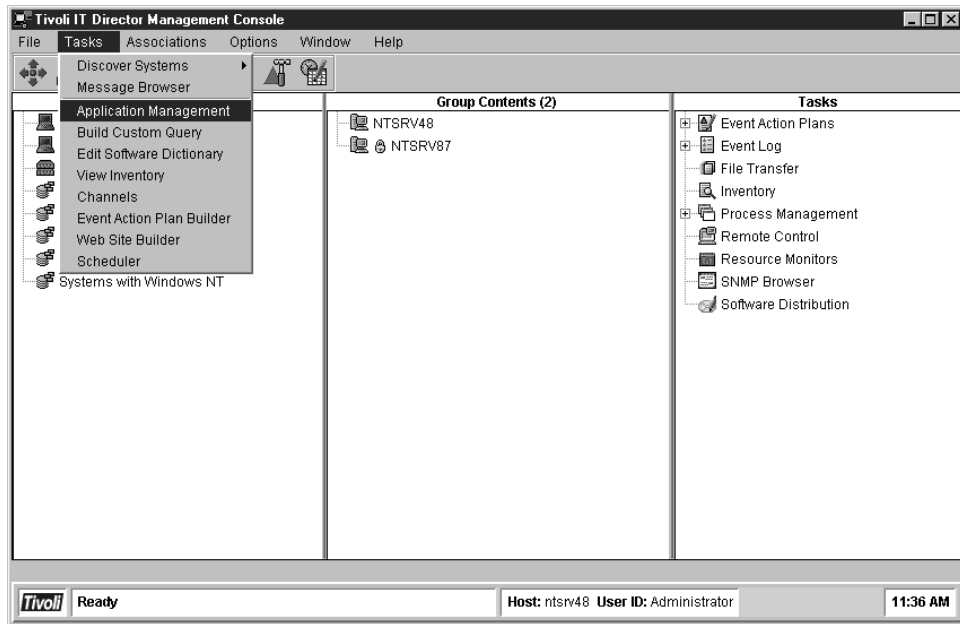 Tivoli IT Director Management Console
File Tasks Associations Options Window Help
Discover Systems
Message Browser
Application Management
Build Custom Query
Edit Software Dictionary
View Inventory
Channels
Event Action Plan Builder
Web Site Builder
Scheduler
Systems with Windows NT
Group Contents (2)
NTSRV48
NTSRV87
Tasks
Event Action Plans
Event Log
File Transfer
Inventory
Process Management
Remote Control
Resource Monitors
SNMP Browser
Software Distribution
Tivoli Ready Host: ntsrv48 User ID: Administrator 11:36 AM